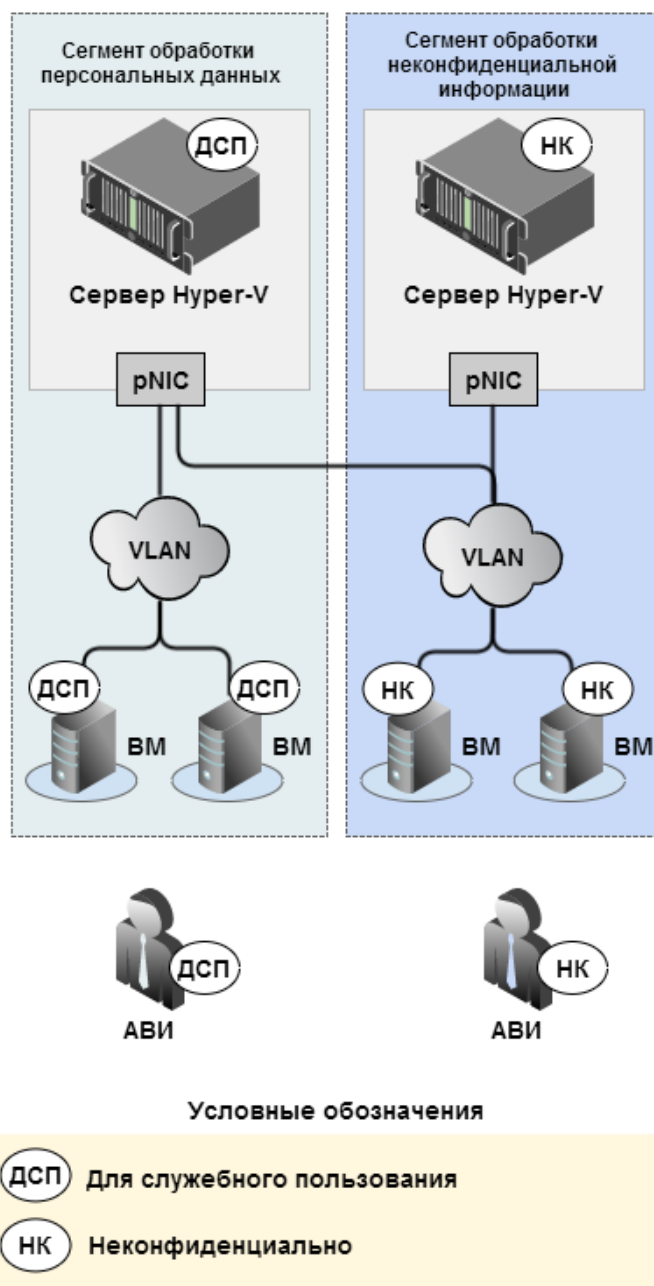 Сегмент обработки
персональных данных
Сегмент обработки
неконфиденциальной
информации
ДСП
НК
Сервер Hyper-V
Сервер Hyper-V
pNIC
pNIC
VLAN
VLAN
ДСП
ДСП
НК
НК
ВМ
ВМ
ВМ
ВМ
ДСП
НК
АВИ
АВИ
Условные обозначения
ДСП
Для служебного пользования
НК
Неконфиденциально